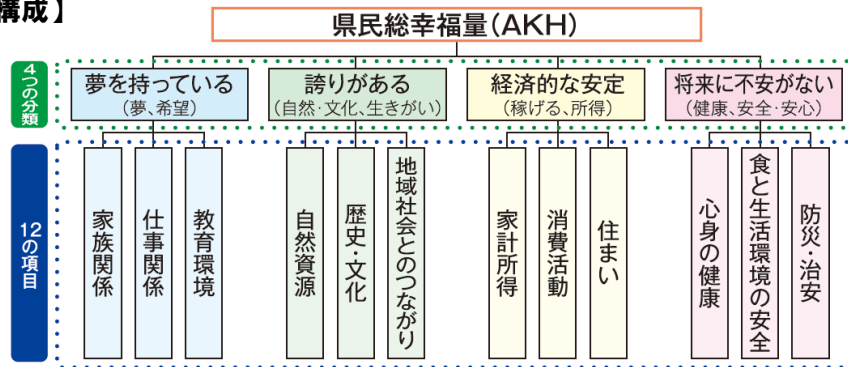 構成】
県民総幸福量(AKH)
4つの分類
夢を持っている
(夢、希望)
誇りがある
(自然・文化、生きがい)
経済的な安定
(稼げる、所得)
将来に不安がない
(健康、安全・安心)
12の項目
家族関係
仕事関係
教育環境
自然資源
歴史・文化
地域社会とのつながり
家計所得
消費活動
住まい
心身の健康
食と生活環境の安全
防災・治安